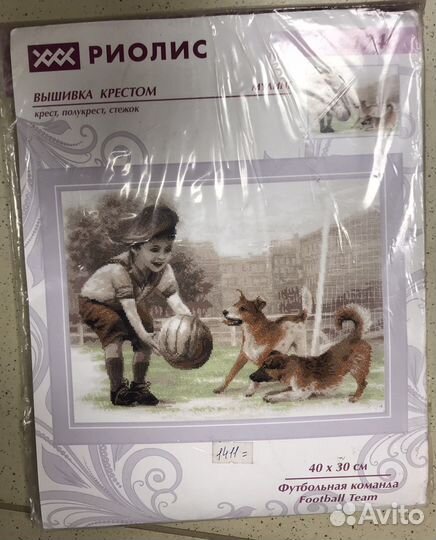 РИОЛИС
ВЫШИВКА КРЕСТОМ
крест, полукрест, стежок
1411=
40 х 30 см
Футбольная команда
Football Team
Avito